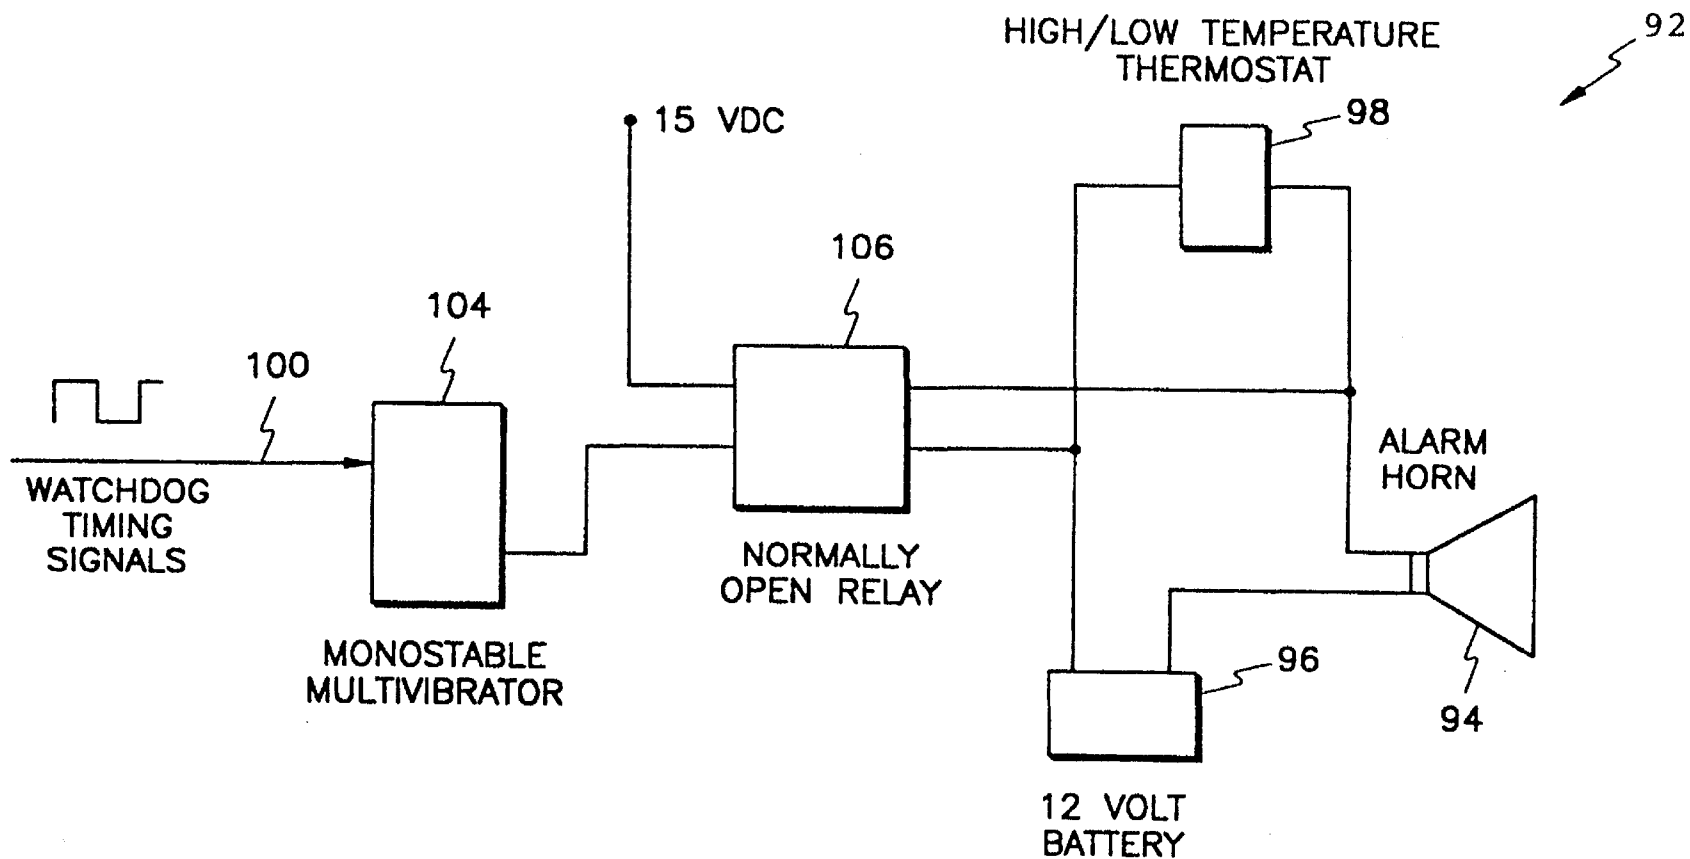 HIGH/LOW TEMPERATURE
THERMOSTAT
92
15 VDC
98
106
104
100
WATCHDOG
TIMING
SIGNALS
ALARM
HORN
NORMALLY
OPEN RELAY
MONOSTABLE
MULTIVIBRATOR
96
94
12 VOLT
BATTERY